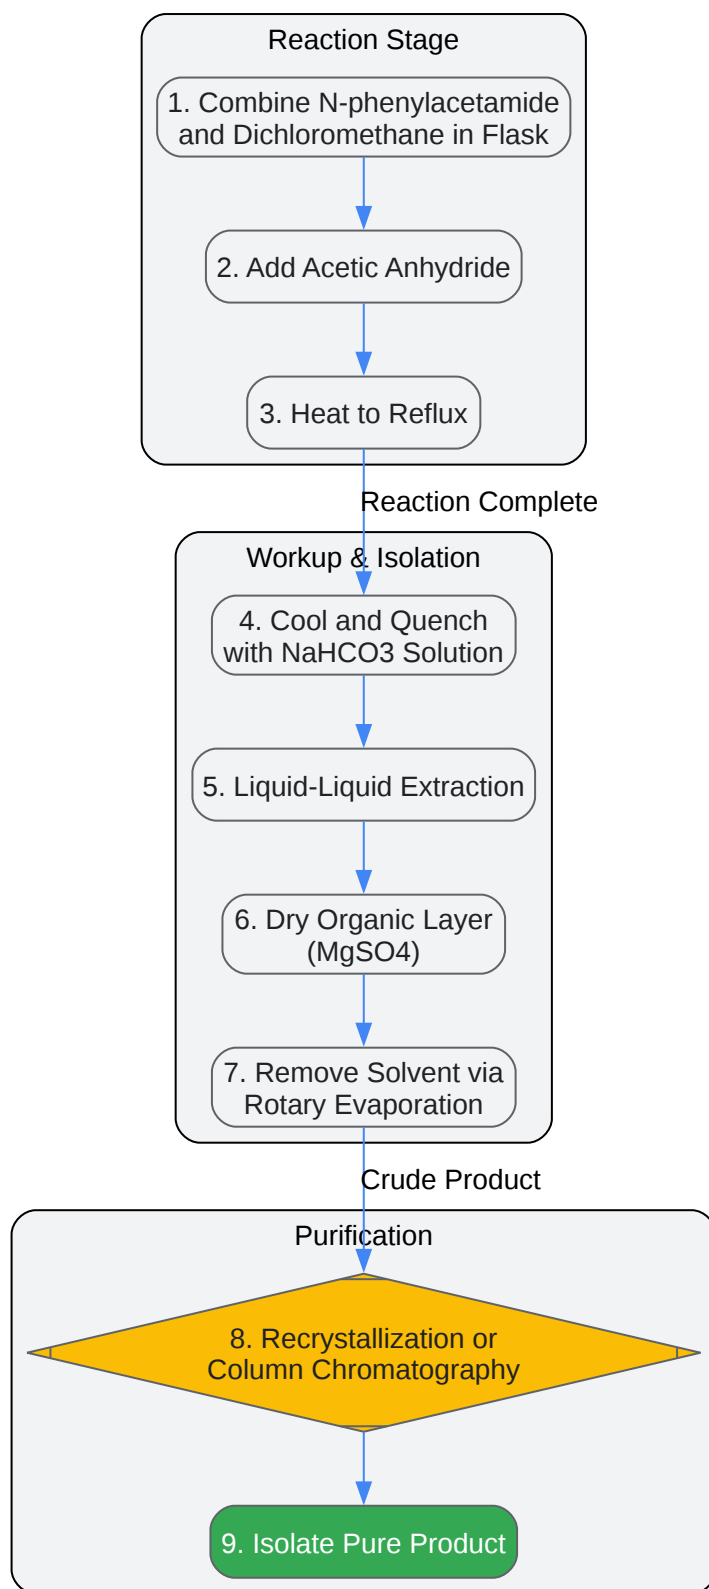 Reaction Stage
1. Combine N-phenylacetamide
and Dichloromethane in Flask
2. Add Acetic Anhydride
3. Heat to Reflux
Reaction Complete
Workup & Isolation
4. Cool and Quench
with NaHCO3 Solution
5. Liquid-Liquid Extraction
6. Dry Organic Layer
(MgSO4)
7. Remove Solvent via
Rotary Evaporation
Crude Product
Purification
8. Recrystallization or
Column Chromatography
9. Isolate Pure Product